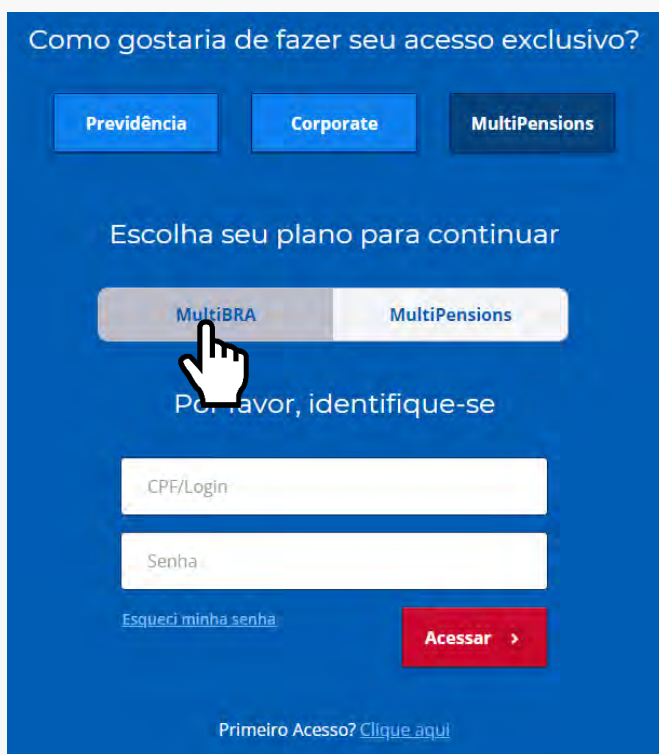 Como gostaria de fazer seu acesso exclusivo?
Previdência Corporate MultiPensions
Escolha seu plano para continuar
MultiBRA MultiPensions
Por favor, identifique-se
CPF/Login
Senha
Esqueci minha senha
Acessar >
Primeiro Acesso? Clique aqui